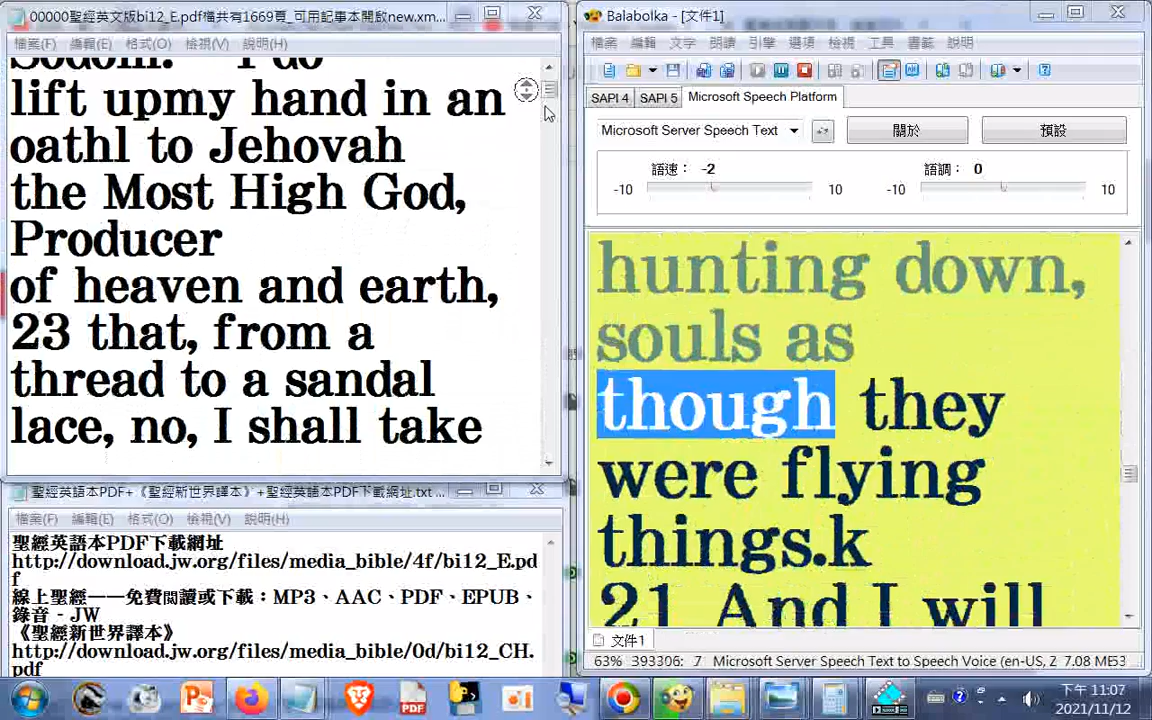 00000聖經英文版bi12_E.pdf檔共有1669頁_可用記事本開啟new.xm...
檔案(F) 編輯(E) 格式(O) 檢視(V) 說明(H)
Sodom: "I do
lift upmy hand in an
oathl to Jehovah
the Most High God,
Producer
of heaven and earth,
23 that, from a
thread to a sandal
lace, no, I shall take
聖經英語本PDF+《聖經新世界譯本》+聖經英語本PDF下載網址.txt ...
檔案(F) 編輯(E) 格式(O) 檢視(V) 說明(H)
聖經英語本PDF下載網址
http://download.jw.org/files/media_bible/4f/bi12_E.pd
f
線上聖經——免費閱讀或下載：MP3、AAC、PDF、EPUB、
錄音 - JW
《聖經新世界譯本》
http://download.jw.org/files/media_bible/0d/bi12_CH.
pdf
Balabolka - [文件1]
檔案 編輯 文字 朗讀 引擎 選項 檢視 工具 書籤 說明
SAPI 4 SAPI 5 Microsoft Speech Platform
Microsoft Server Speech Text 關於 預設
語速： -2 語調： 0
-10 10 -10 10
hunting down,
souls as
though they
were flying
things.k
21 And I will
文件1
63% 393306: 7 Microsoft Server Speech Text to Speech Voice (en-US, Z 7.08 ME53
下午 11:07
2021/11/12